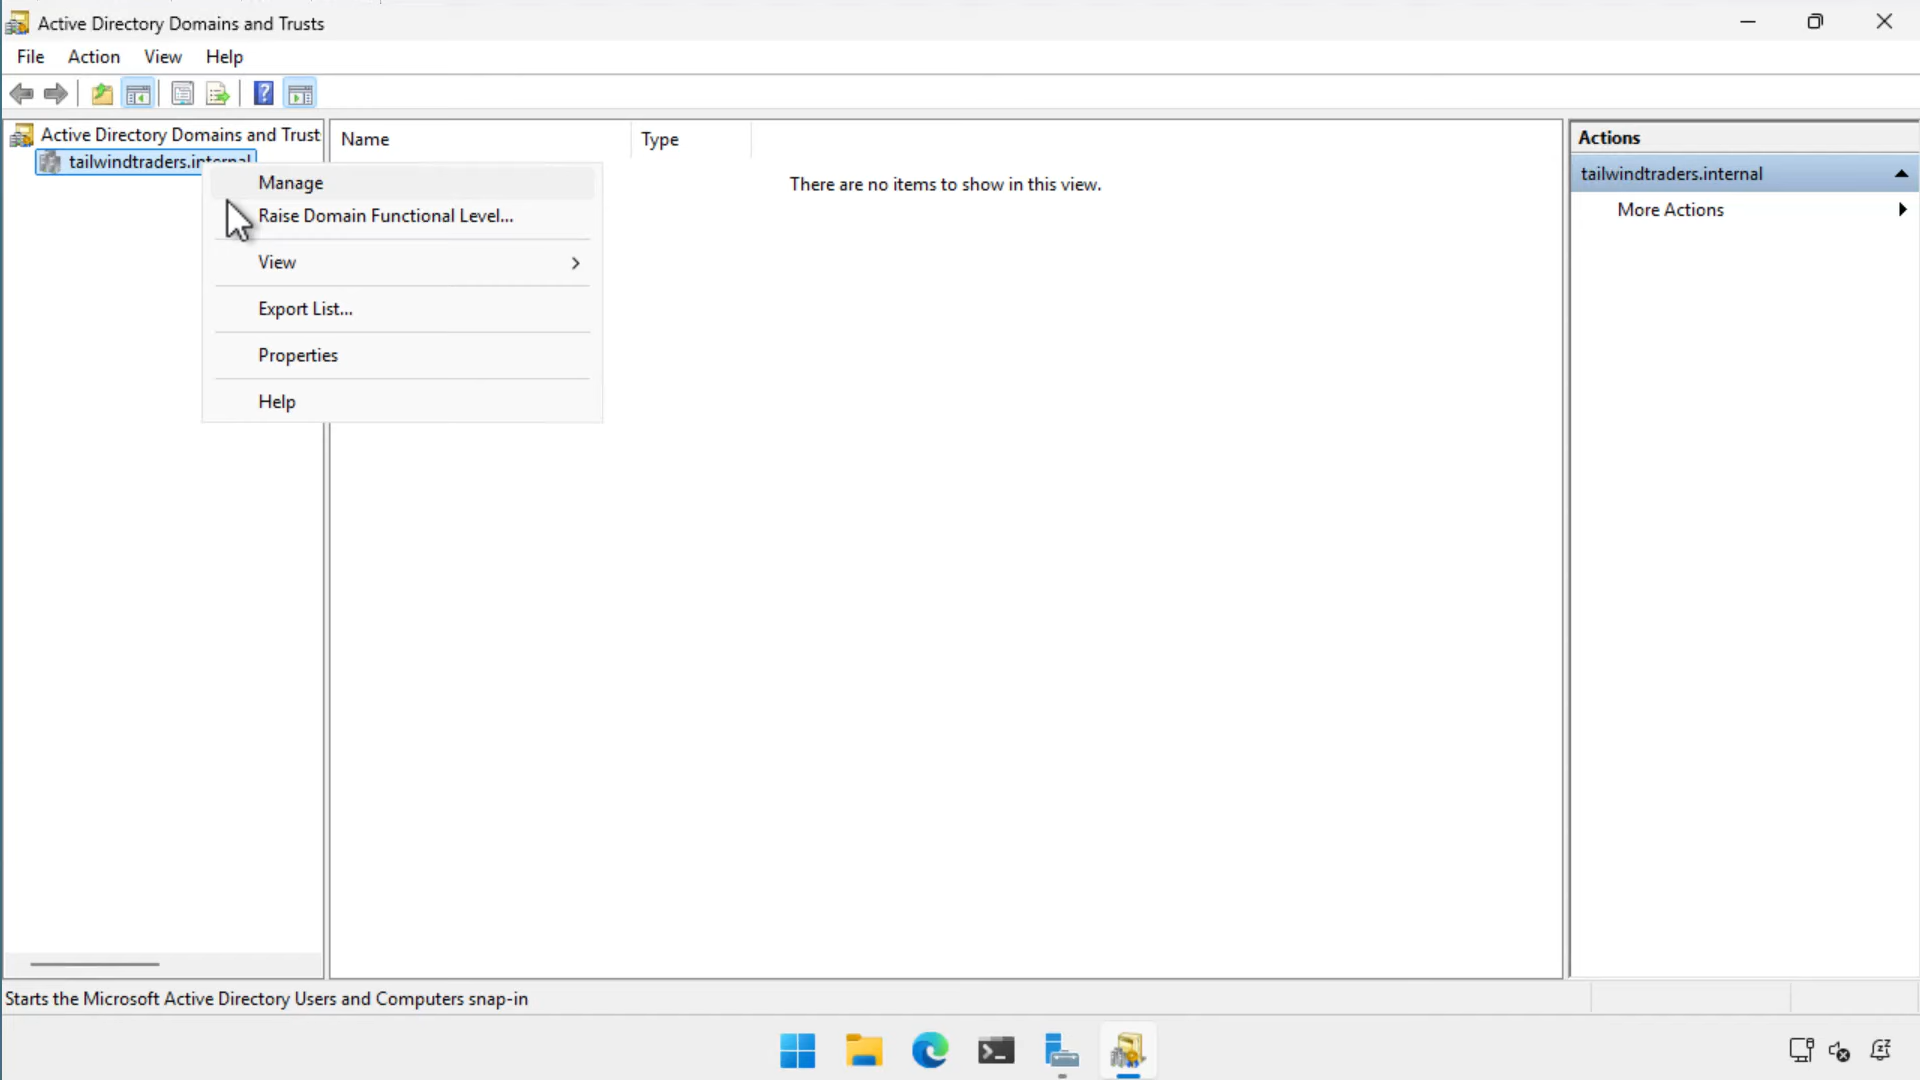 Active Directory Domains and Trusts
File Action View Help
Active Directory Domains and Trust
tailwindtraders.internal
Manage
Raise Domain Functional Level...
View
Export List...
Properties
Help
Name Type
There are no items to show in this view.
Actions
tailwindtraders.internal
More Actions
Starts the Microsoft Active Directory Users and Computers snap-in